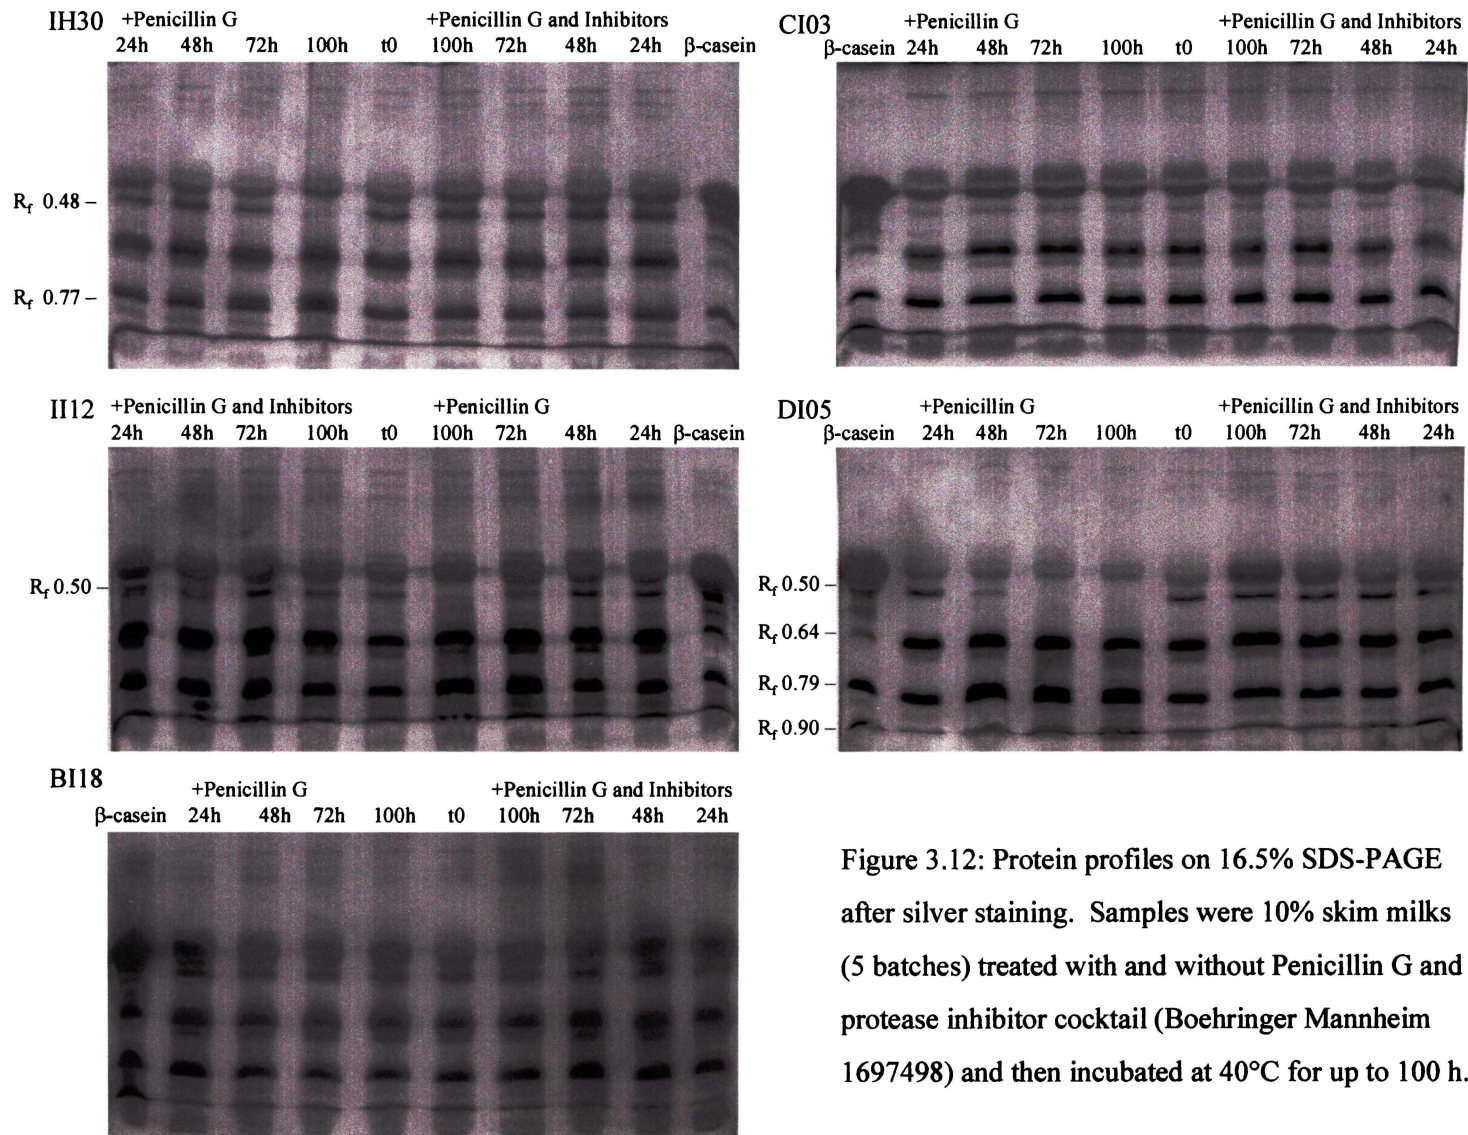 IH30
+Penicillin G
+Penicillin G and Inhibitors
24h 48h 72h 100h t0 100h 72h 48h 24h β-casein
Rf 0.48 –
Rf 0.77 –
CI03
+Penicillin G
+Penicillin G and Inhibitors
β-casein 24h 48h 72h 100h t0 100h 72h 48h 24h
II12
+Penicillin G and Inhibitors
+Penicillin G
24h 48h 72h 100h t0 100h 72h 48h 24h β-casein
Rf 0.50 –
DI05
+Penicillin G
+Penicillin G and Inhibitors
β-casein 24h 48h 72h 100h t0 100h 72h 48h 24h
Rf 0.50 –
Rf 0.64 –
Rf 0.79 –
Rf 0.90 –
BI18
+Penicillin G
+Penicillin G and Inhibitors
β-casein 24h 48h 72h 100h t0 100h 72h 48h 24h
Figure 3.12: Protein profiles on 16.5% SDS-PAGE
after silver staining. Samples were 10% skim milks
(5 batches) treated with and without Penicillin G and
protease inhibitor cocktail (Boehringer Mannheim
1697498) and then incubated at 40°C for up to 100 h.